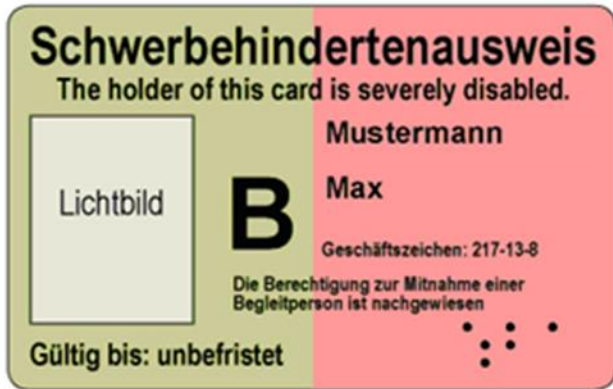 Schwerbehindertenausweis
The holder of this card is severely disabled.
Lichtbild
B
Mustermann
Max
Geschäftszeichen: 217-13-8
Die Berechtigung zur Mitnahme einer
Begleitperson ist nachgewiesen
Gültig bis: unbefristet